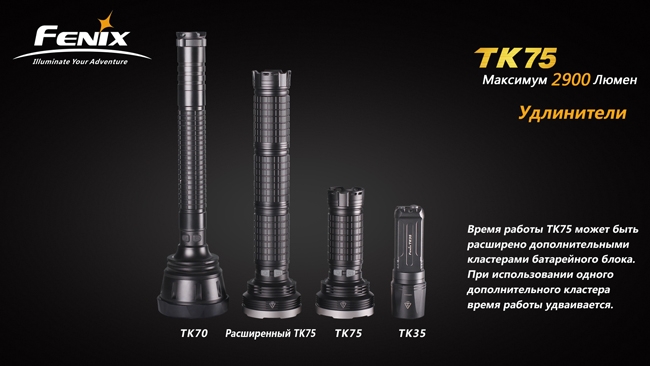 FENIX
Illuminate Your Adventure
TK75
Максимум 2900 Люмен
Удлинители
Время работы TK75 может быть
расширено дополнительными
кластерами батарейного блока.
При использовании одного
дополнительного кластера
время работы удваивается.
TK70 Расширенный TK75 TK75 TK35